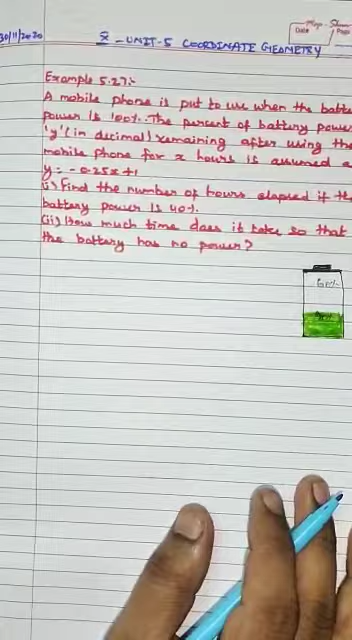 30/11/2020
X - UNIT-5 COORDINATE GEOMETRY
Date
Page
Example 5.27:-
A mobile phone is put to use when the batte
power is 100%. The percent of battery power
'y' (in decimal) remaining after using the
mobile phone for x hours is assumed a
y = -0.25x+1
(i) Find the number of hours elapsed if th
battery power is 40%.
(ii) How much time does it take so that
the battery has no power?
60%